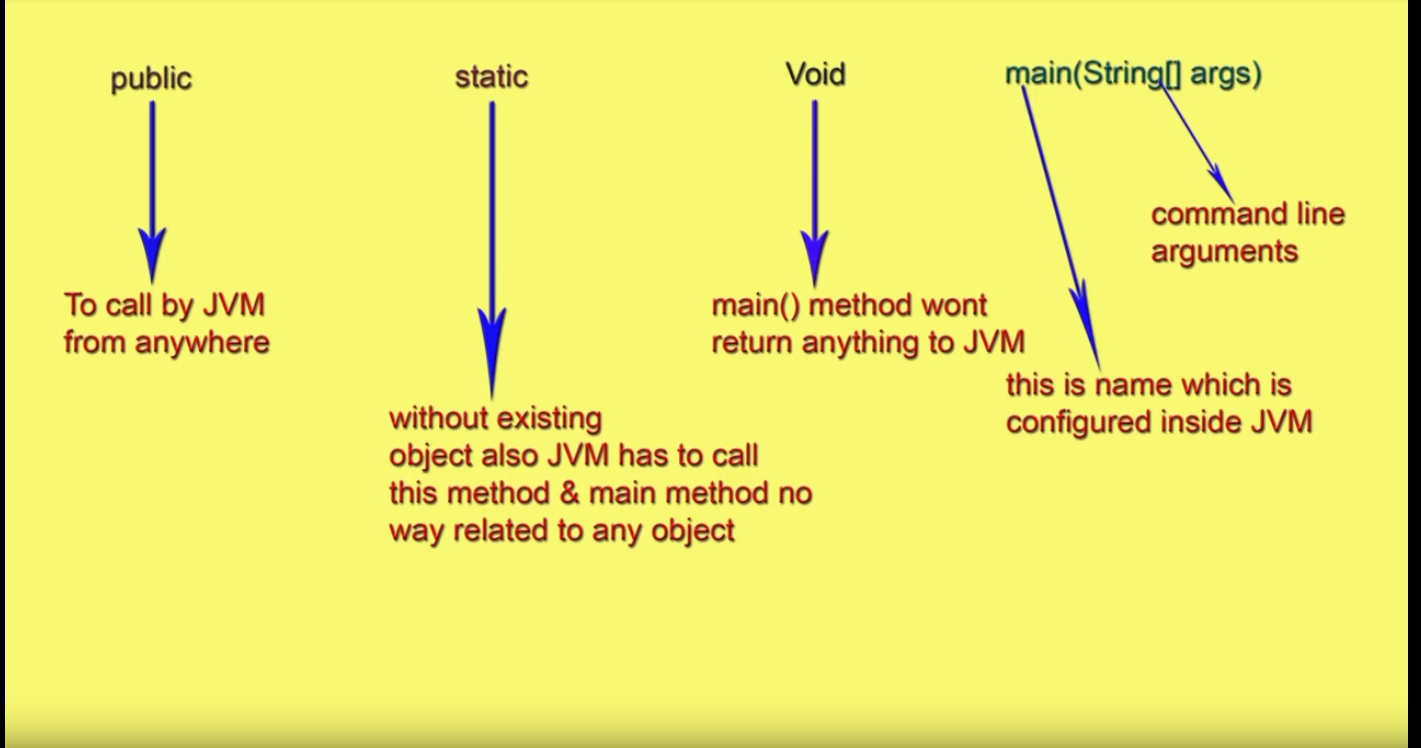 public
static
Void
main(String[] args)
command line
arguments
To call by JVM
from anywhere
main() method wont
return anything to JVM
this is name which is
configured inside JVM
without existing
object also JVM has to call
this method & main method no
way related to any object